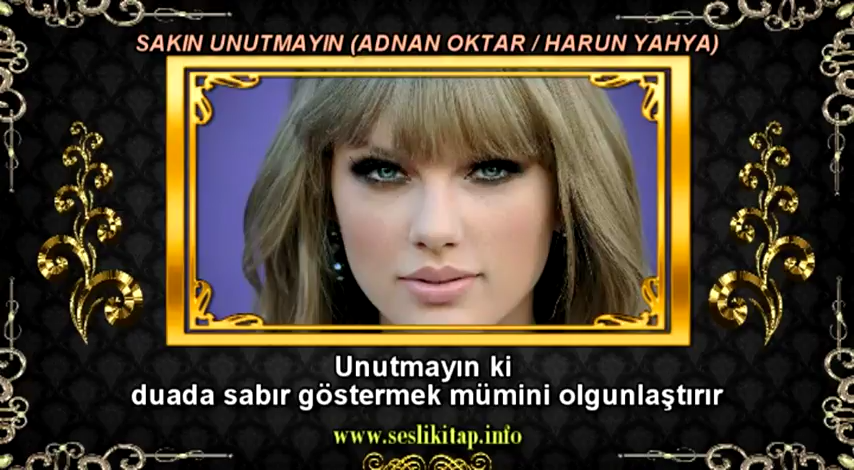 SAKIN UNUTMAYIN (ADNAN OKTAR / HARUN YAHYA)
Unutmayın ki
duada sabır göstermek mümini olgunlaştırır
www.seslikitap.info